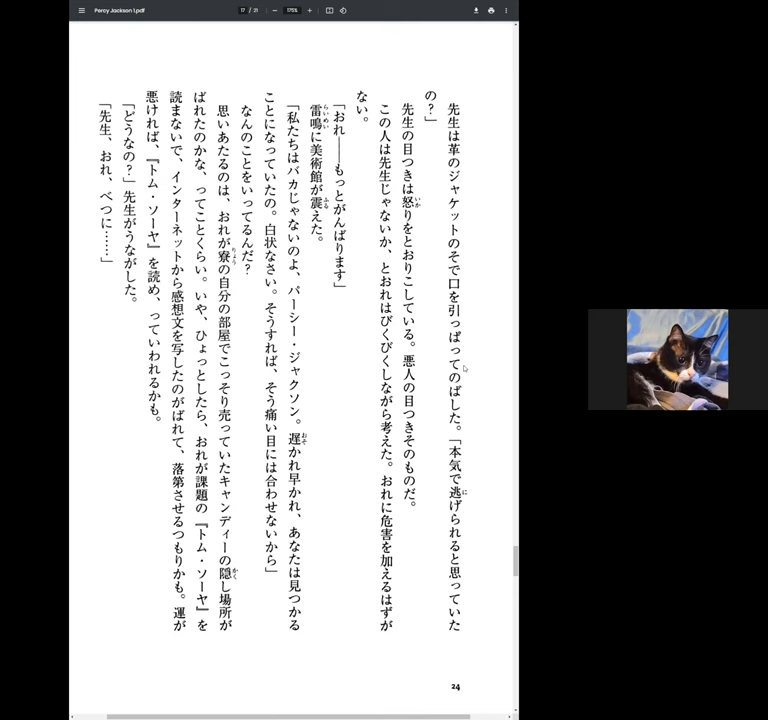 Percy Jackson 1.pdf
17 / 21
175%
先生は革のジャケットのそで口を引っぱってのばした。「本気で逃げられると思っていた
の?」
先生の目つきは怒りをとおりこしている。悪人の目つきそのものだ。
この人は先生じゃないか、とおれはびくびくしながら考えた。おれに危害を加えるはずが
ない。
「おれ——もっとがんばります」
雷鳴に美術館が震えた。
「私たちはバカじゃないのよ、パーシー・ジャクソン。遅かれ早かれ、あなたは見つかる
ことになっていたの。白状なさい。そうすれば、そう痛い目には合わせないから」
なんのことをいってるんだ?
思いあたるのは、おれが寮の自分の部屋でこっそり売っていたキャンディーの隠し場所が
ばれたのかな、ってことくらい。いや、ひょっとしたら、おれが課題の『トム・ソーヤ』を
読まないで、インターネットから感想文を写したのがばれて、落第させるつもりかも。運が
悪ければ、『トム・ソーヤ』を読め、っていわれるかも。
「どうなの?」先生がうながした。
「先生、おれ、べつに……」
24